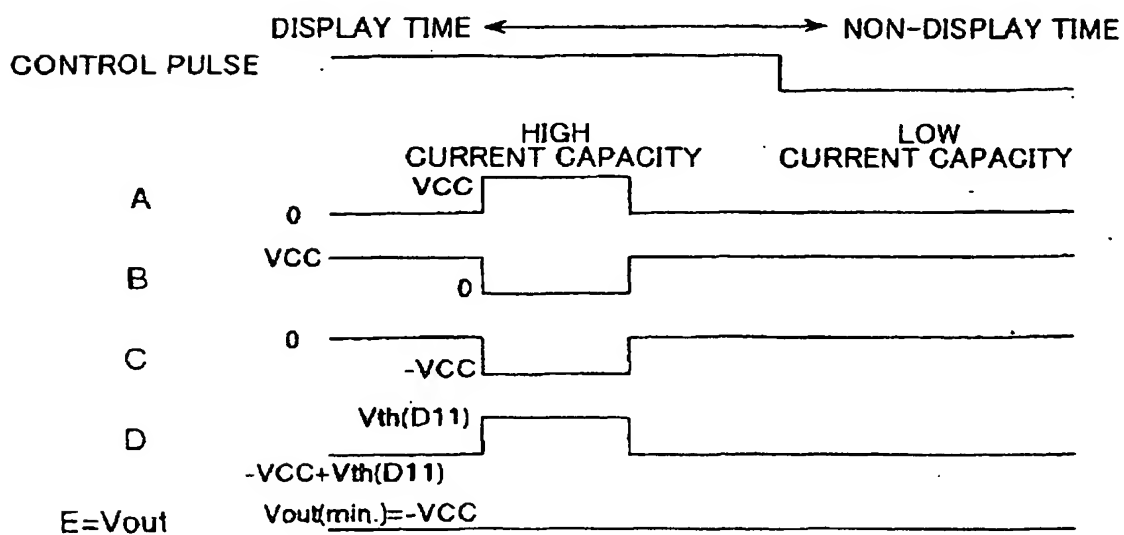 DISPLAY TIME NON-DISPLAY TIME
CONTROL PULSE
HIGH
CURRENT CAPACITY
LOW
CURRENT CAPACITY
A
VCC
0
B
VCC
0
C
0
-VCC
D
Vth(D11)
-VCC+Vth(D11)
E=Vout
Vout(min.)=-VCC